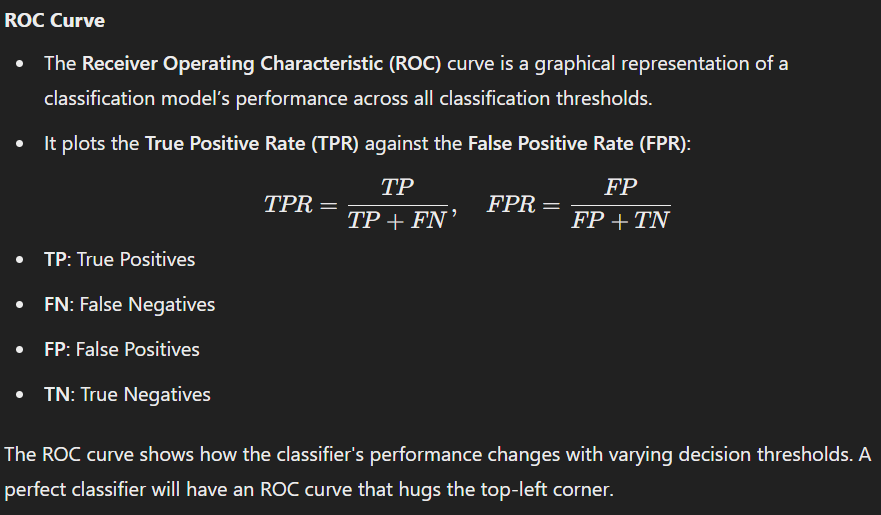 ROC Curve
• The Receiver Operating Characteristic (ROC) curve is a graphical representation of a
classification model’s performance across all classification thresholds.
• It plots the True Positive Rate (TPR) against the False Positive Rate (FPR):
TPR = TP / (TP + FN), FPR = FP / (FP + TN)
• TP: True Positives
• FN: False Negatives
• FP: False Positives
• TN: True Negatives
The ROC curve shows how the classifier's performance changes with varying decision thresholds. A
perfect classifier will have an ROC curve that hugs the top-left corner.